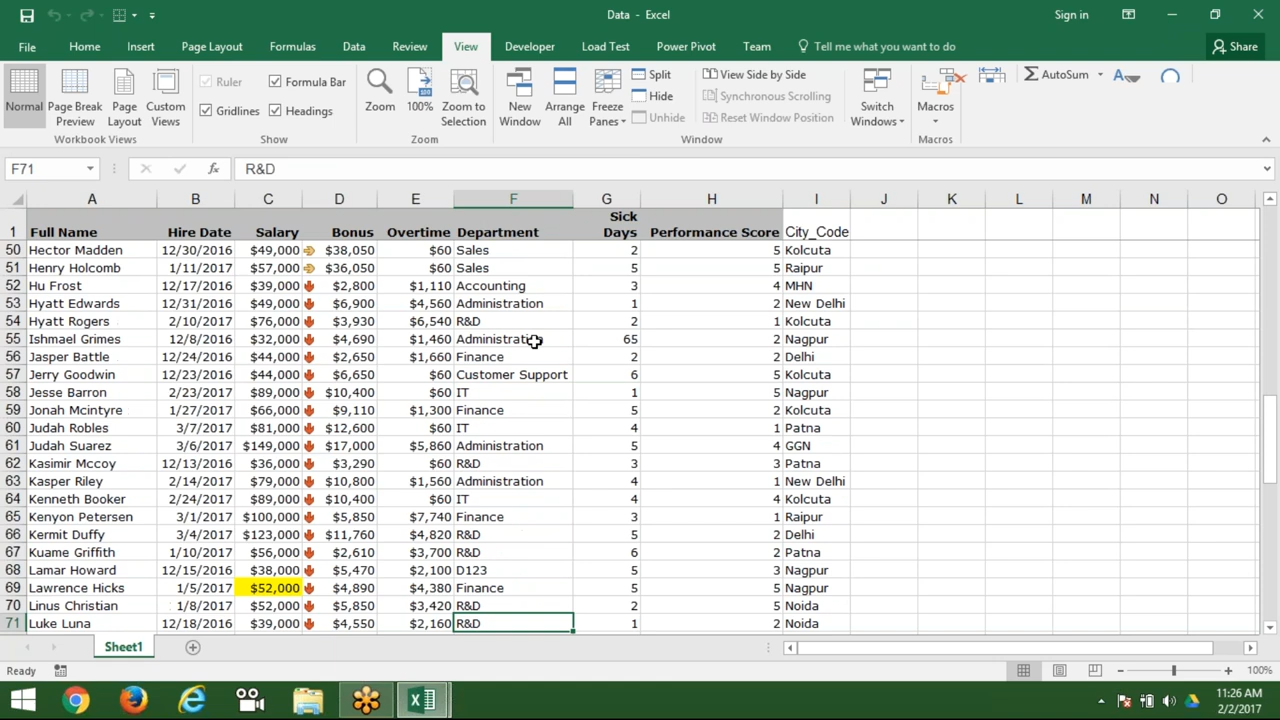 Data - Excel
Sign in
File Home Insert Page Layout Formulas Data Review View Developer Load Test Power Pivot Team Tell me what you want to do Share
Normal Page Break Preview Page Layout Custom Views Ruler Formula Bar Gridlines Headings Zoom 100% Zoom to Selection New Window Arrange All Freeze Panes Split Hide Unhide View Side by Side Synchronous Scrolling Reset Window Position Switch Windows Macros AutoSum
Workbook Views Show Zoom Window Macros
F71 fx R&D
A B C D E F G H I J K L M N O
1 Full Name Hire Date Salary Bonus Overtime Department Sick Days Performance Score City_Code
50 Hector Madden 12/30/2016 $49,000 $38,050 $60 Sales 2 5 Kolcuta
51 Henry Holcomb 1/11/2017 $57,000 $36,050 $60 Sales 5 5 Raipur
52 Hu Frost 12/17/2016 $39,000 $2,800 $1,110 Accounting 3 4 MHN
53 Hyatt Edwards 12/31/2016 $49,000 $6,900 $4,560 Administration 1 2 New Delhi
54 Hyatt Rogers 2/10/2017 $76,000 $3,930 $6,540 R&D 2 1 Kolcuta
55 Ishmael Grimes 12/8/2016 $32,000 $4,690 $1,460 Administration 65 2 Nagpur
56 Jasper Battle 12/24/2016 $44,000 $2,650 $1,660 Finance 2 2 Delhi
57 Jerry Goodwin 12/23/2016 $44,000 $6,650 $60 Customer Support 6 5 Kolcuta
58 Jesse Barron 2/23/2017 $89,000 $10,400 $60 IT 1 5 Nagpur
59 Jonah Mcintyre 1/27/2017 $66,000 $9,110 $1,300 Finance 5 2 Kolcuta
60 Judah Robles 3/7/2017 $81,000 $12,600 $60 IT 4 1 Patna
61 Judah Suarez 3/6/2017 $149,000 $17,000 $5,860 Administration 5 4 GGN
62 Kasimir Mccoy 12/13/2016 $36,000 $3,290 $60 R&D 3 3 Patna
63 Kasper Riley 2/14/2017 $79,000 $10,800 $1,560 Administration 4 1 New Delhi
64 Kenneth Booker 2/24/2017 $89,000 $10,400 $60 IT 4 4 Kolcuta
65 Kenyon Petersen 3/1/2017 $100,000 $5,850 $7,740 Finance 3 1 Raipur
66 Kermit Duffy 3/4/2017 $123,000 $11,760 $4,820 R&D 5 2 Delhi
67 Kuame Griffith 1/10/2017 $56,000 $2,610 $3,700 R&D 6 2 Patna
68 Lamar Howard 12/15/2016 $38,000 $5,470 $2,100 D123 5 3 Nagpur
69 Lawrence Hicks 1/5/2017 $52,000 $4,890 $4,380 Finance 5 5 Nagpur
70 Linus Christian 1/8/2017 $52,000 $5,850 $3,420 R&D 2 5 Noida
71 Luke Luna 12/18/2016 $39,000 $4,550 $2,160 R&D 1 2 Noida
Sheet1
Ready 100%
11:26 AM
2/2/2017